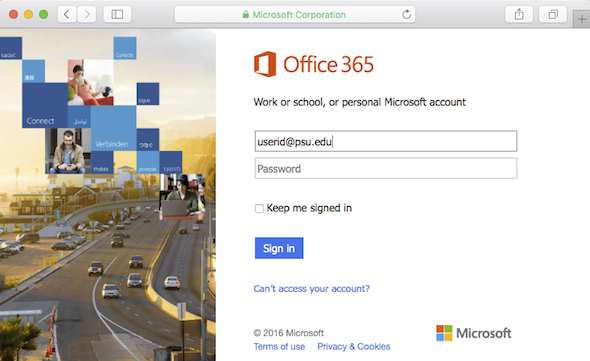 Microsoft Corporation
Connect
Verbinden
Ligue
Office 365
Work or school, or personal Microsoft account
userid@psu.edu
Password
Keep me signed in
Sign in
Can't access your account?
© 2016 Microsoft
Terms of use Privacy & Cookies
Microsoft